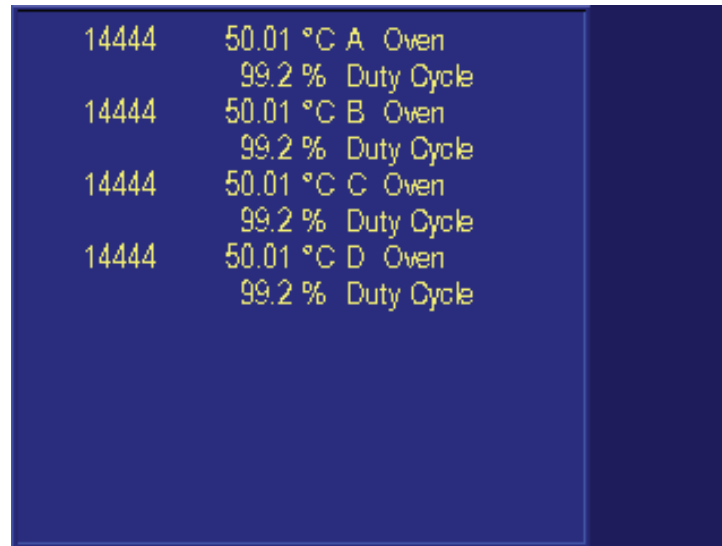 14444 50.01 °C A Oven
99.2 % Duty Cycle
14444 50.01 °C B Oven
99.2 % Duty Cycle
14444 50.01 °C C Oven
99.2 % Duty Cycle
14444 50.01 °C D Oven
99.2 % Duty Cycle